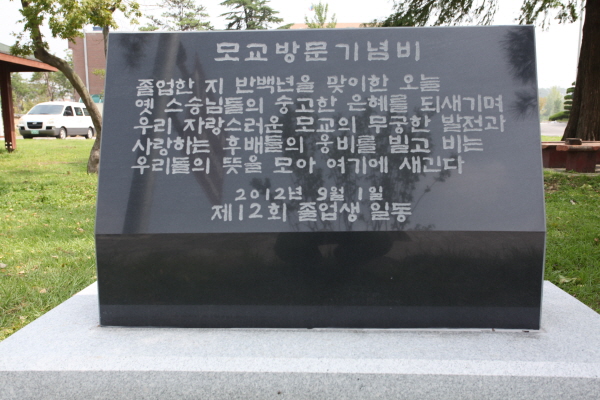 모교방문기념비
졸업한 지 반백년을 맞이한 오늘
옛 스승님들의 숭고한 은혜를 되새기며
우리 자랑스러운 모교의 무궁한 발전과
사랑하는 후배들의 웅비를 빌고 비는
우리들의 뜻을 모아 여기에 새긴다
2012년 9월 1일
제12회 졸업생 일동